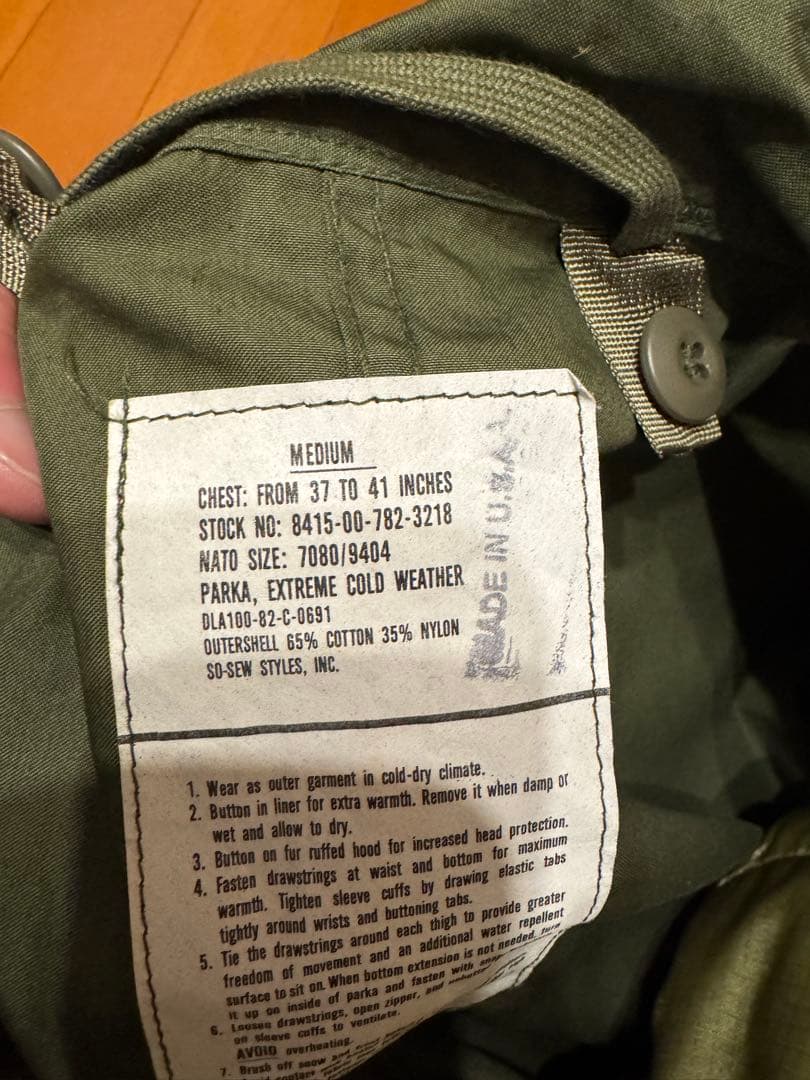 MEDIUM
CHEST: FROM 37 TO 41 INCHES
STOCK NO: 8415-00-782-3218
NATO SIZE: 7080/9404
PARKA, EXTREME COLD WEATHER
DLA100-82-C-0691
OUTERSHELL 65% COTTON 35% NYLON
SO-SEW STYLES, INC.
MADE IN U.S.A.
1. Wear as outer garment in cold-dry climate.
2. Button in liner for extra warmth. Remove it when damp or
wet and allow to dry.
3. Button on fur ruffed hood for increased head protection.
4. Fasten drawstrings at waist and bottom for maximum
warmth. Tighten sleeve cuffs by drawing elastic tabs
tightly around wrists and buttoning tabs.
5. Tie the drawstrings around each thigh to provide greater
freedom of movement and an additional water repellent
surface to sit on. When bottom extension is not needed, turn
it up on inside of parka and fasten with
6. Loosen drawstrings, open zipper, and
on sleeve cuffs to ventilate.
AVOID overheating.
7. Brush off snow and